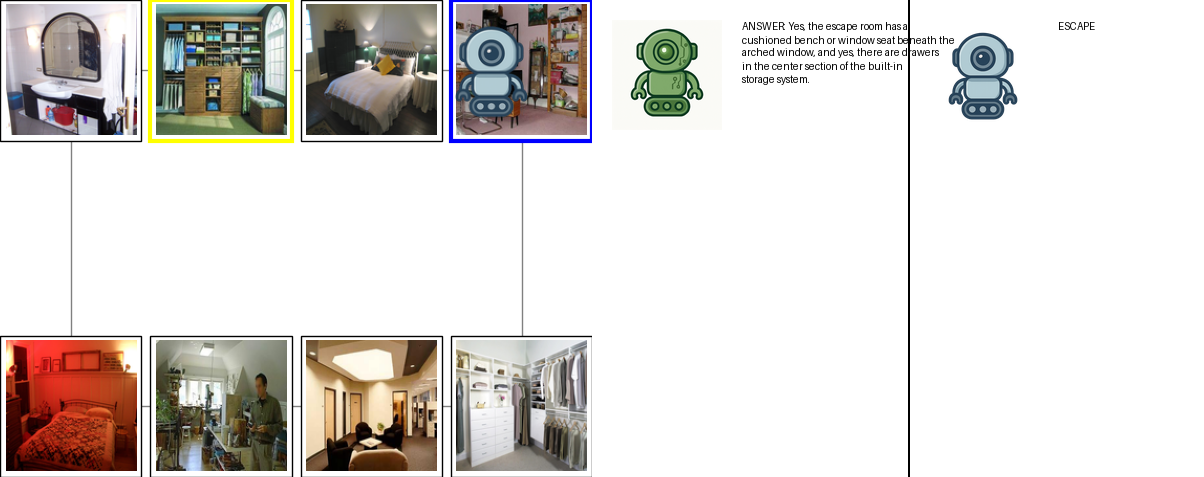 ANSWER: Yes, the escape room has a
cushioned bench or window seat beneath the
arched window, and yes, there are drawers
in the center section of the built-in
storage system.
ESCAPE